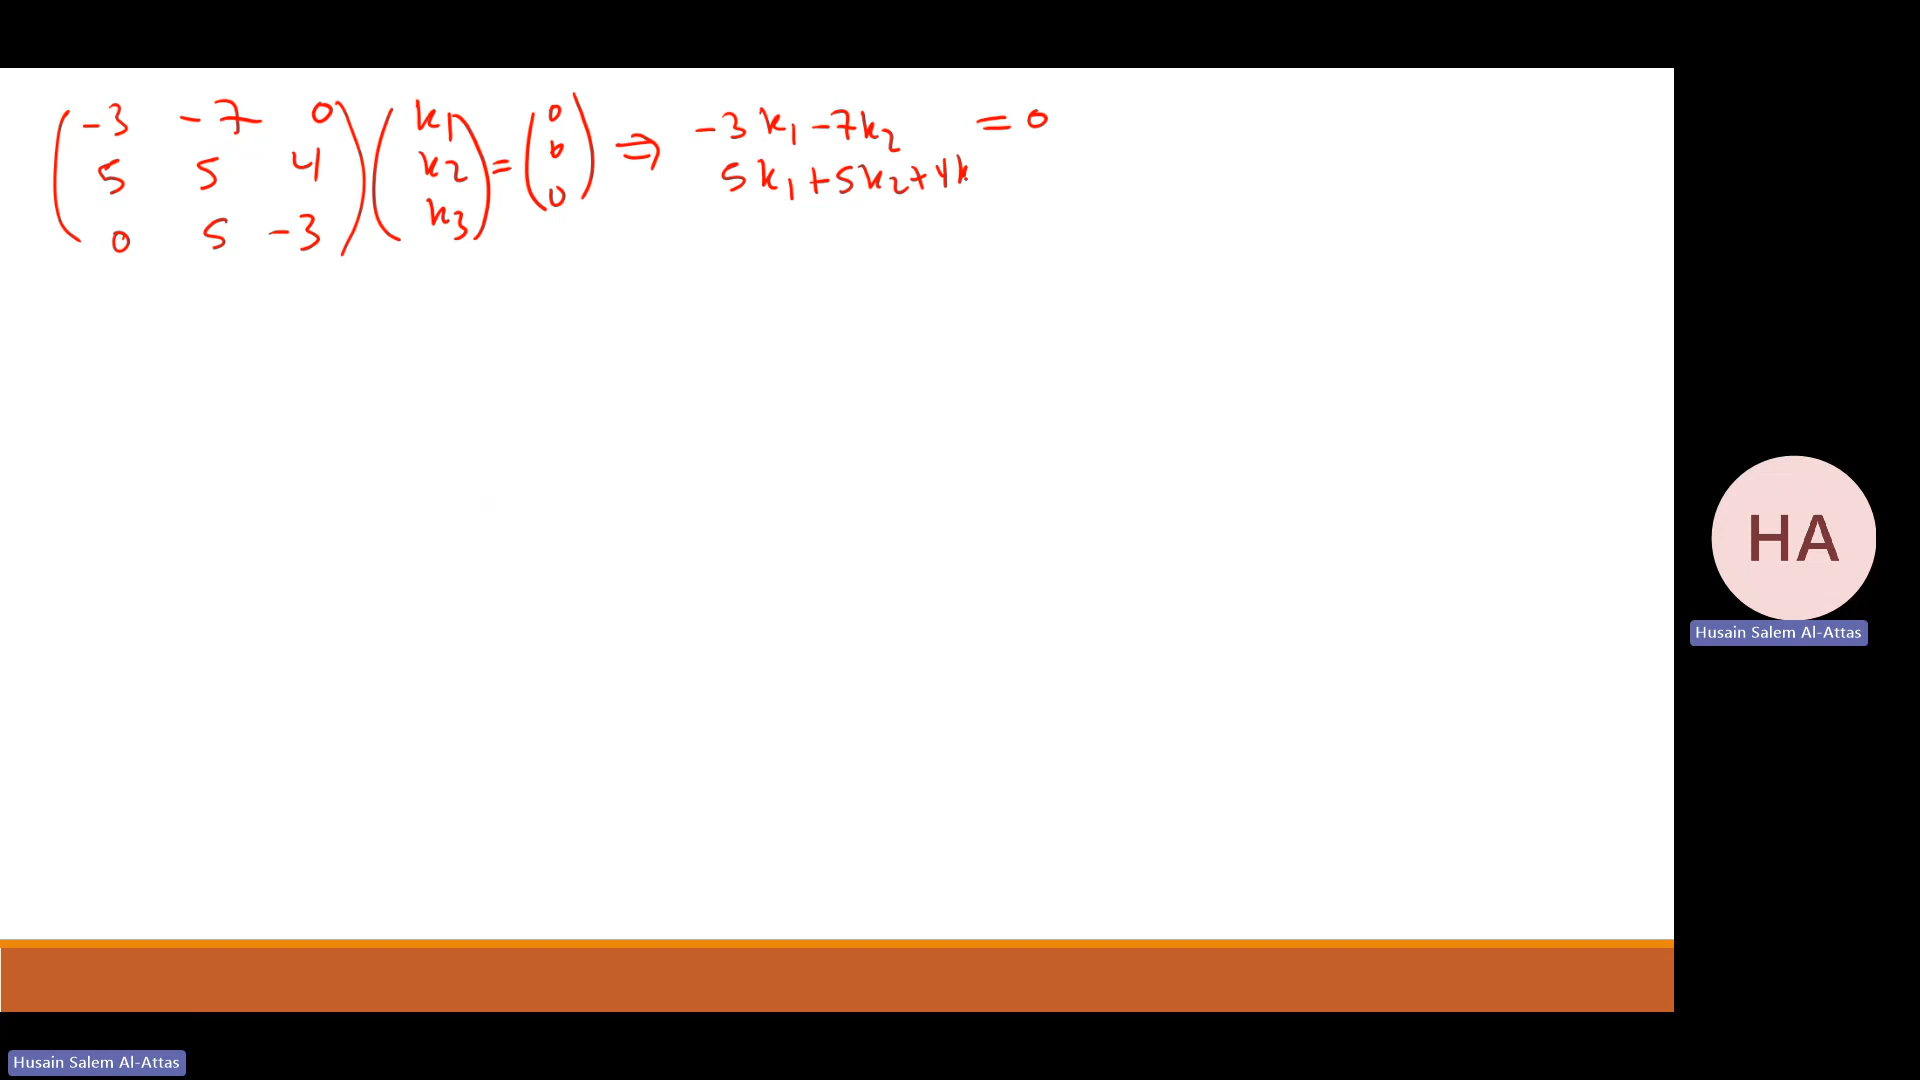 ( -3 -7 0 ) ( k1 ) = ( 0 ) ⇒ -3k1 - 7k2 = 0
( 5 5 4 ) ( k2 ) ( 0 ) 5k1 + 5k2 + 4k
( 0 5 -3 ) ( k3 ) ( 0 )
HA
Husain Salem Al-Attas
Husain Salem Al-Attas